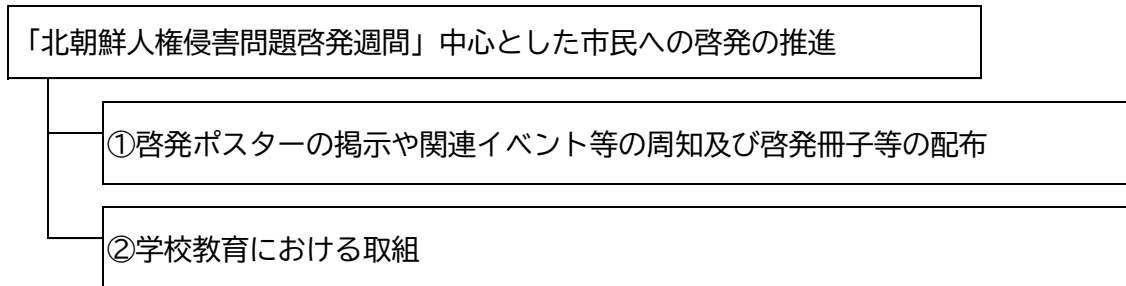 「北朝鮮人権侵害問題啓発週間」中心とした市民への啓発の推進
①啓発ポスターの掲示や関連イベント等の周知及び啓発冊子等の配布
②学校教育における取組